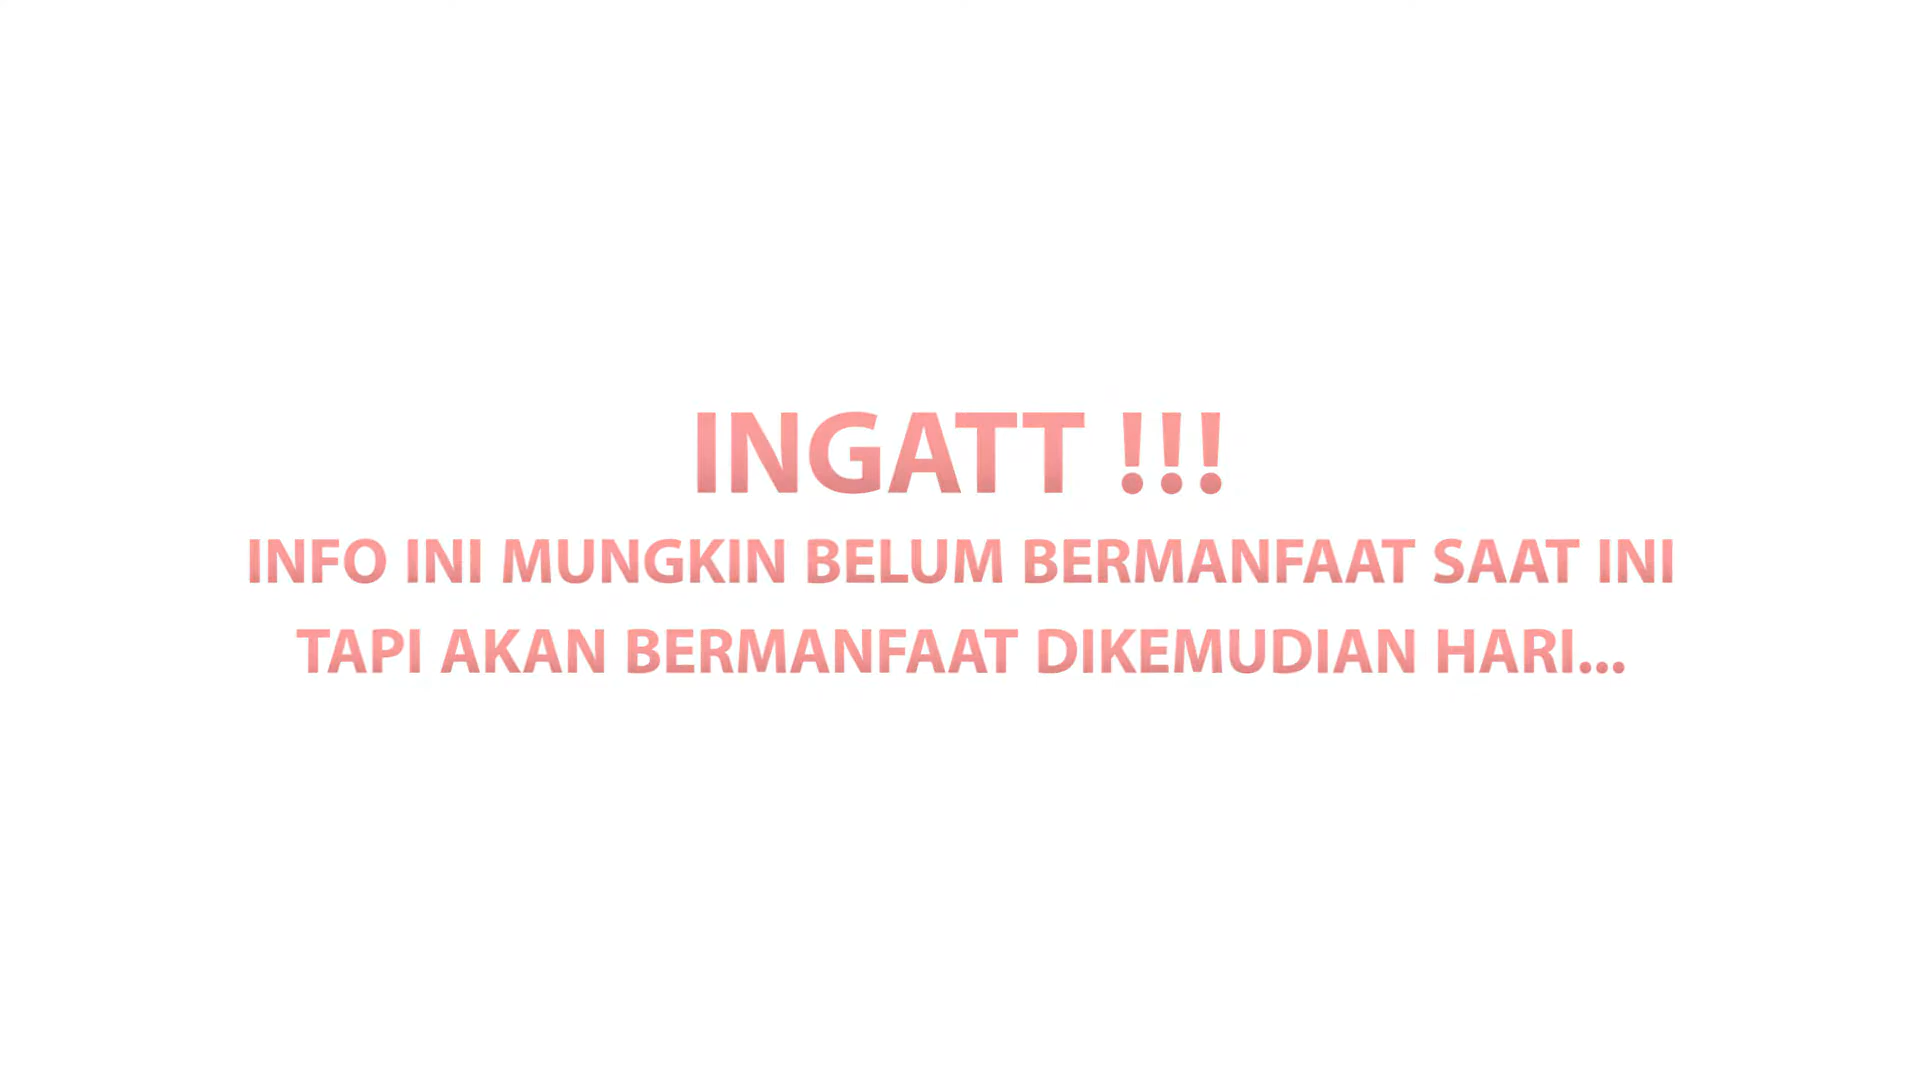 INGATT !!!
INFO INI MUNGKIN BELUM BERMANFAAT SAAT INI
TAPI AKAN BERMANFAAT DIKEMUDIAN HARI...